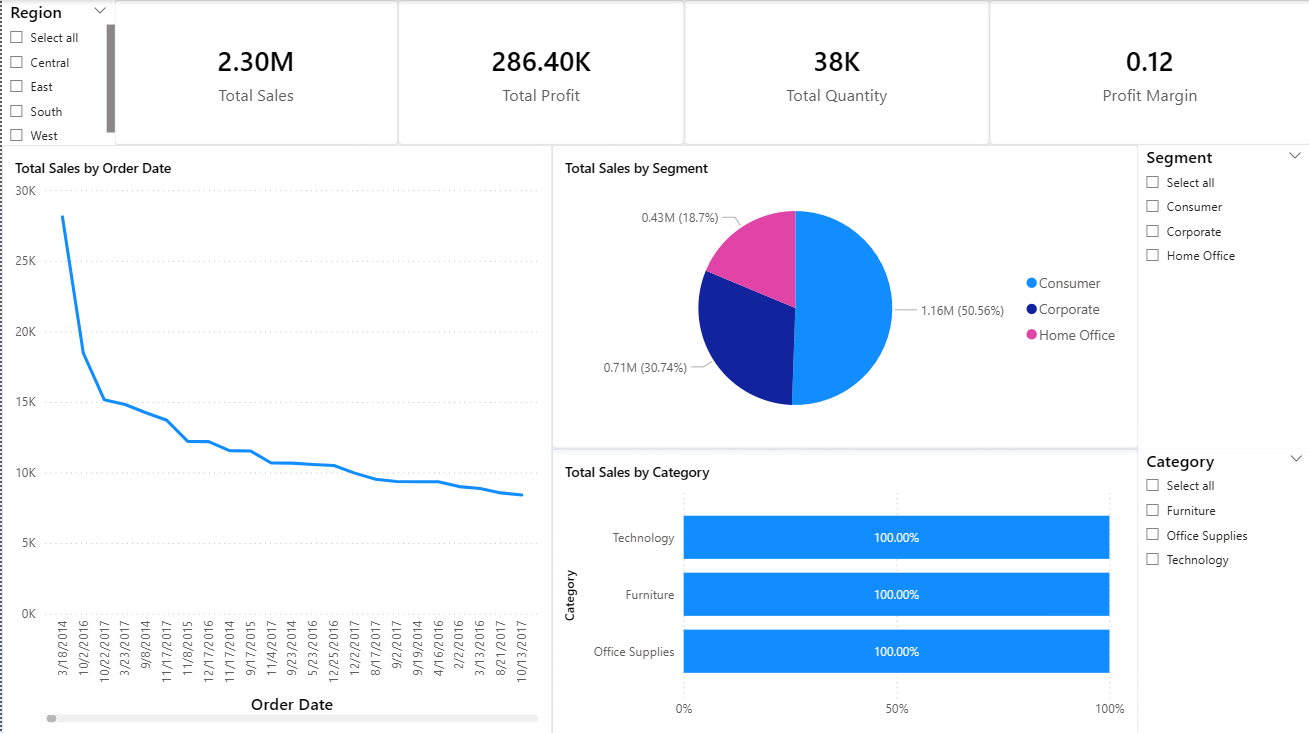 Region
Select all
Central
East
South
West
2.30M
Total Sales
286.40K
Total Profit
38K
Total Quantity
0.12
Profit Margin
Total Sales by Order Date
30K
25K
20K
15K
10K
5K
0K
3/18/2014
10/2/2016
10/22/2017
3/23/2017
9/8/2014
11/17/2017
11/8/2015
12/17/2016
11/17/2014
9/17/2015
11/4/2017
9/23/2014
5/23/2016
12/25/2016
12/2/2017
8/17/2017
9/2/2017
9/19/2014
4/16/2016
2/2/2016
3/13/2016
8/21/2017
10/13/2017
Order Date
Total Sales by Segment
0.43M (18.7%)
1.16M (50.56%)
0.71M (30.74%)
Consumer
Corporate
Home Office
Segment
Select all
Consumer
Corporate
Home Office
Total Sales by Category
Category
Technology
100.00%
Furniture
100.00%
Office Supplies
100.00%
0%
50%
100%
Category
Select all
Furniture
Office Supplies
Technology